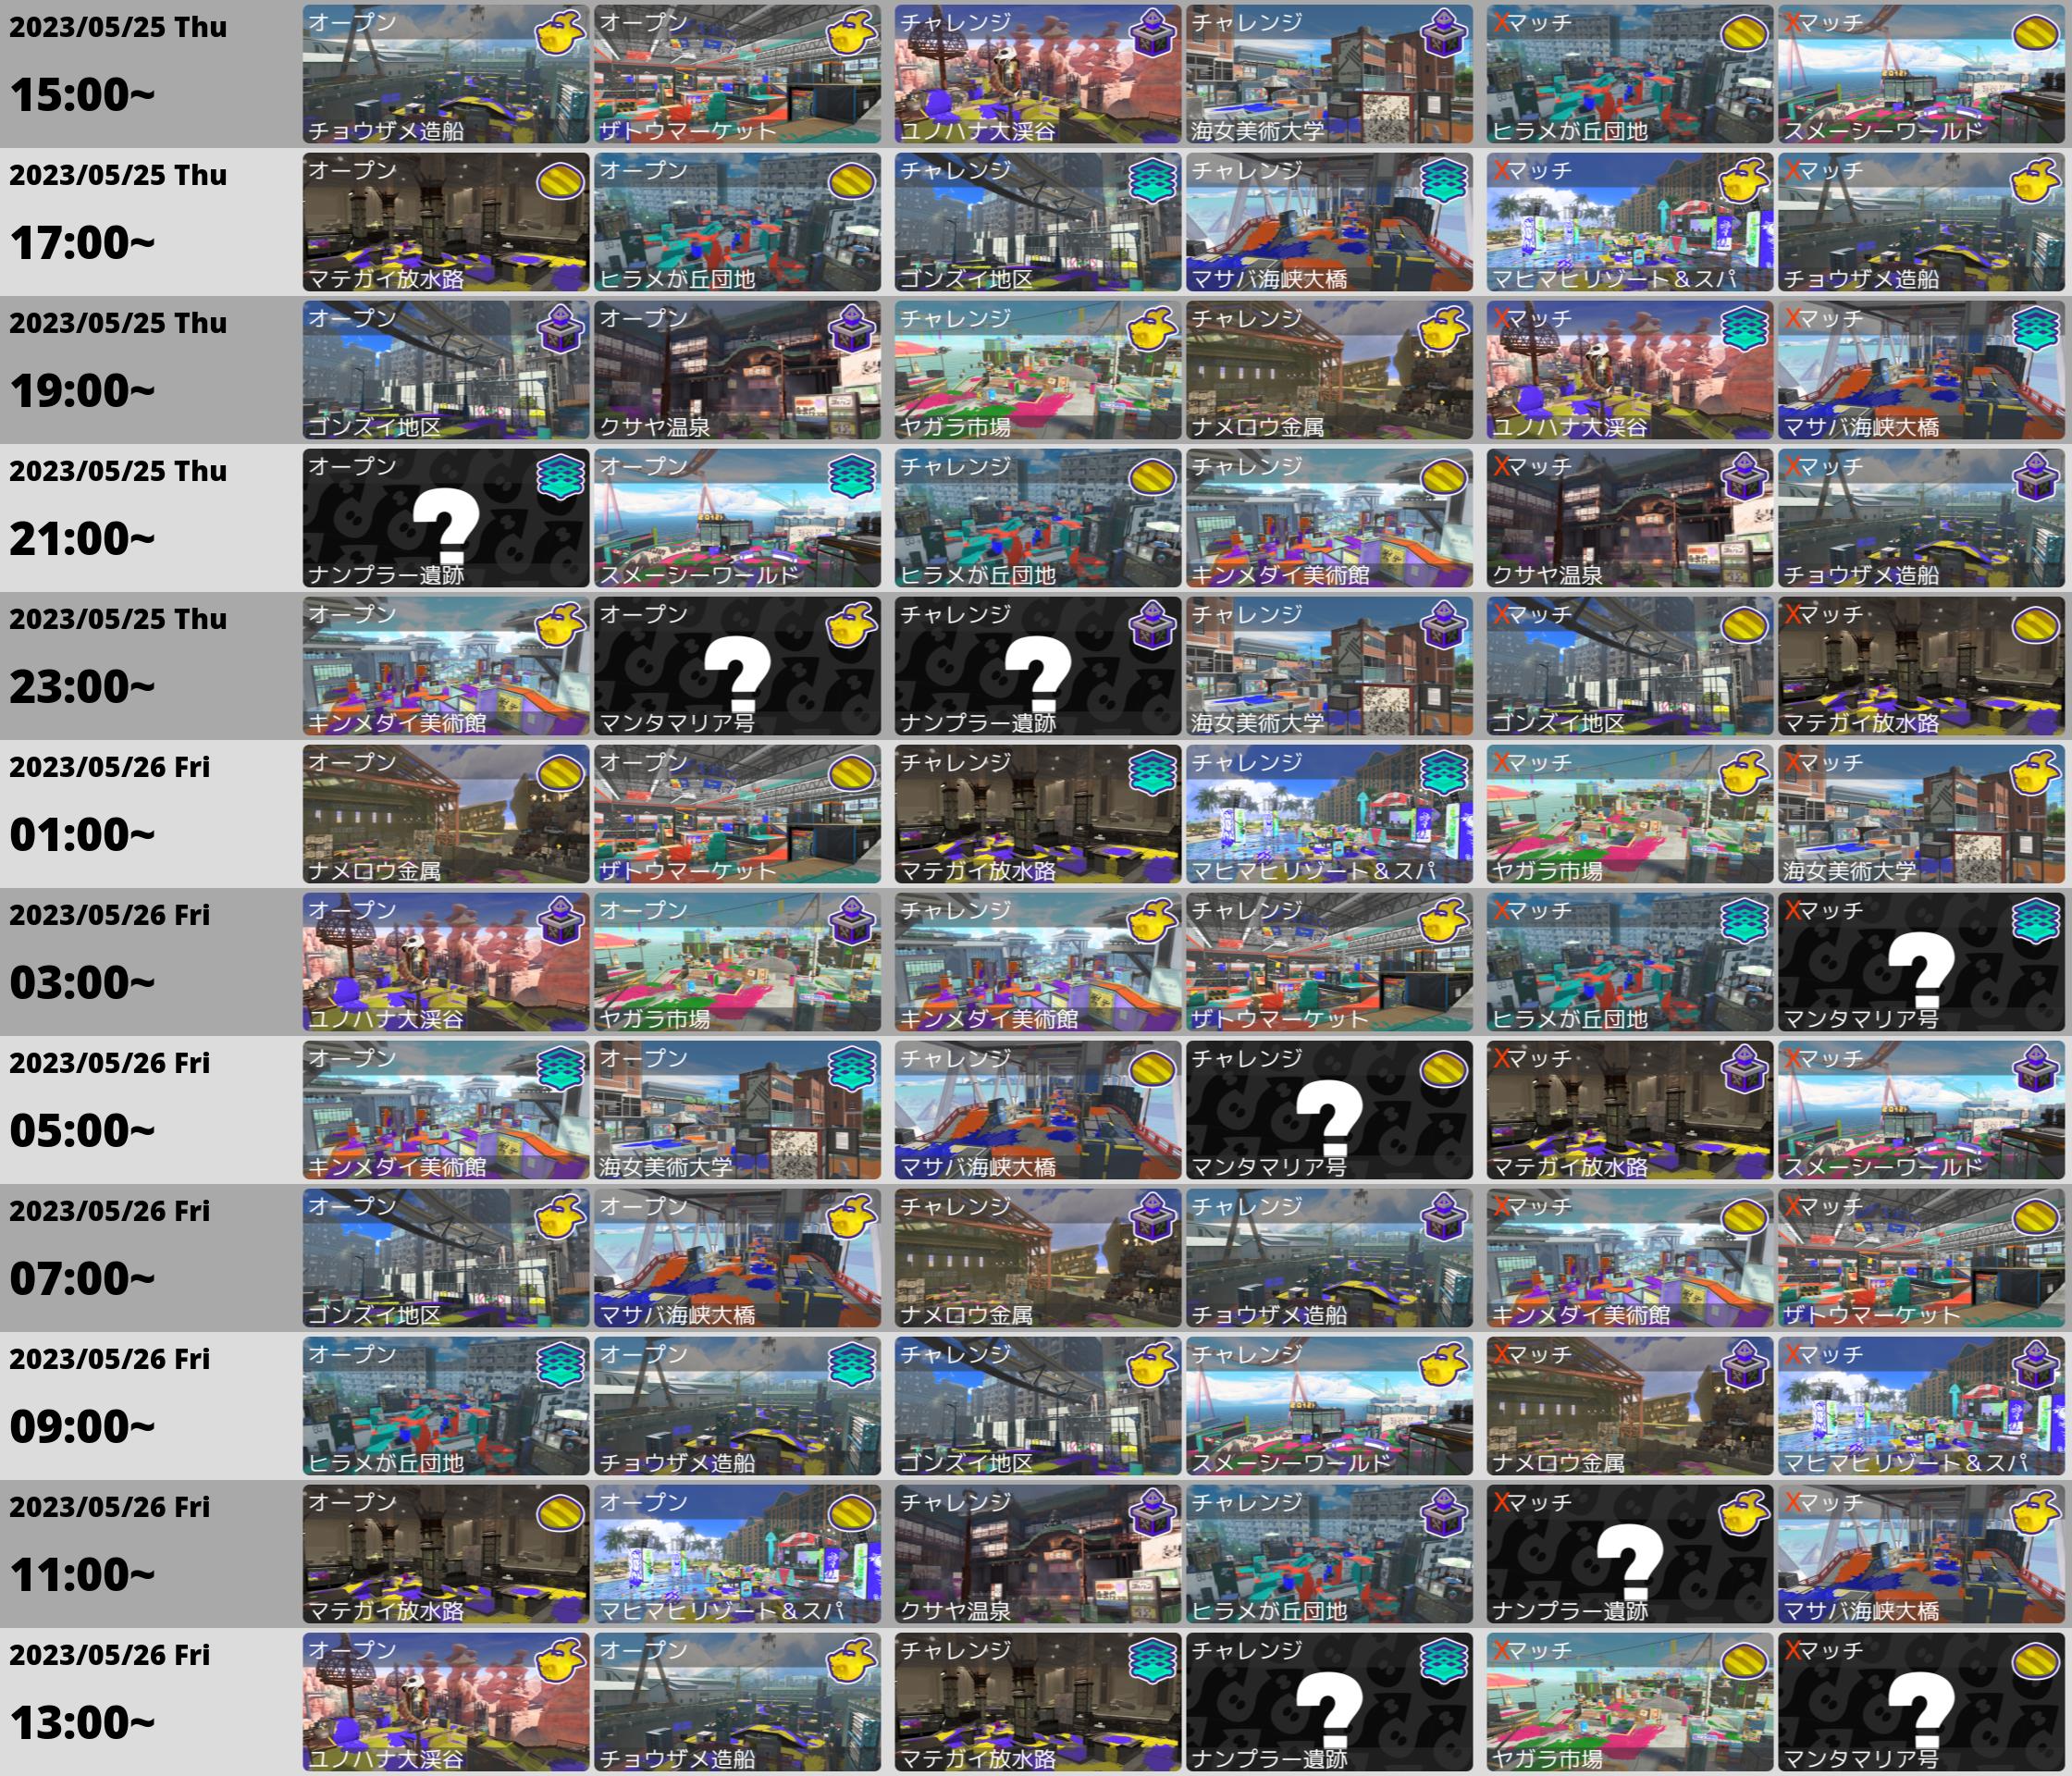 2023/05/25 Thu
15:00~
オープン オープン チャレンジ チャレンジ Xマッチ Xマッチ
チョウザメ造船 ザトウマーケット ユノハナ大渓谷 海女美術大学 ヒラメが丘団地 スメーシーワールド
2023/05/25 Thu
17:00~
オープン オープン チャレンジ チャレンジ Xマッチ Xマッチ
マテガイ放水路 ヒラメが丘団地 ゴンズイ地区 マサバ海峡大橋 マヒマヒリゾート&スパ チョウザメ造船
2023/05/25 Thu
19:00~
オープン オープン チャレンジ チャレンジ Xマッチ Xマッチ
ゴンズイ地区 クサヤ温泉 ヤガラ市場 ナメロウ金属 ユノハナ大渓谷 マサバ海峡大橋
2023/05/25 Thu
21:00~
オープン オープン チャレンジ チャレンジ Xマッチ Xマッチ
?
ナンプラー遺跡 スメーシーワールド ヒラメが丘団地 キンメダイ美術館 クサヤ温泉 チョウザメ造船
2023/05/25 Thu
23:00~
オープン オープン チャレンジ チャレンジ Xマッチ Xマッチ
? ?
キンメダイ美術館 マンタマリア号 ナンプラー遺跡 海女美術大学 ゴンズイ地区 マテガイ放水路
2023/05/26 Fri
01:00~
オープン オープン チャレンジ チャレンジ Xマッチ Xマッチ
ナメロウ金属 ザトウマーケット マテガイ放水路 マヒマヒリゾート&スパ ヤガラ市場 海女美術大学
2023/05/26 Fri
03:00~
オープン オープン チャレンジ チャレンジ Xマッチ Xマッチ
?
ユノハナ大渓谷 ヤガラ市場 キンメダイ美術館 ザトウマーケット ヒラメが丘団地 マンタマリア号
2023/05/26 Fri
05:00~
オープン オープン チャレンジ チャレンジ Xマッチ Xマッチ
?
キンメダイ美術館 海女美術大学 マサバ海峡大橋 マンタマリア号 マテガイ放水路 スメーシーワールド
2023/05/26 Fri
07:00~
オープン オープン チャレンジ チャレンジ Xマッチ Xマッチ
ゴンズイ地区 マサバ海峡大橋 ナメロウ金属 チョウザメ造船 キンメダイ美術館 ザトウマーケット
2023/05/26 Fri
09:00~
オープン オープン チャレンジ チャレンジ Xマッチ Xマッチ
ヒラメが丘団地 チョウザメ造船 ゴンズイ地区 スメーシーワールド ナメロウ金属 マヒマヒリゾート&スパ
2023/05/26 Fri
11:00~
オープン オープン チャレンジ チャレンジ Xマッチ Xマッチ
?
マテガイ放水路 マヒマヒリゾート&スパ クサヤ温泉 ヒラメが丘団地 ナンプラー遺跡 マサバ海峡大橋
2023/05/26 Fri
13:00~
オープン オープン チャレンジ チャレンジ Xマッチ Xマッチ
? ?
ユノハナ大渓谷 チョウザメ造船 マテガイ放水路 ナンプラー遺跡 ヤガラ市場 マンタマリア号